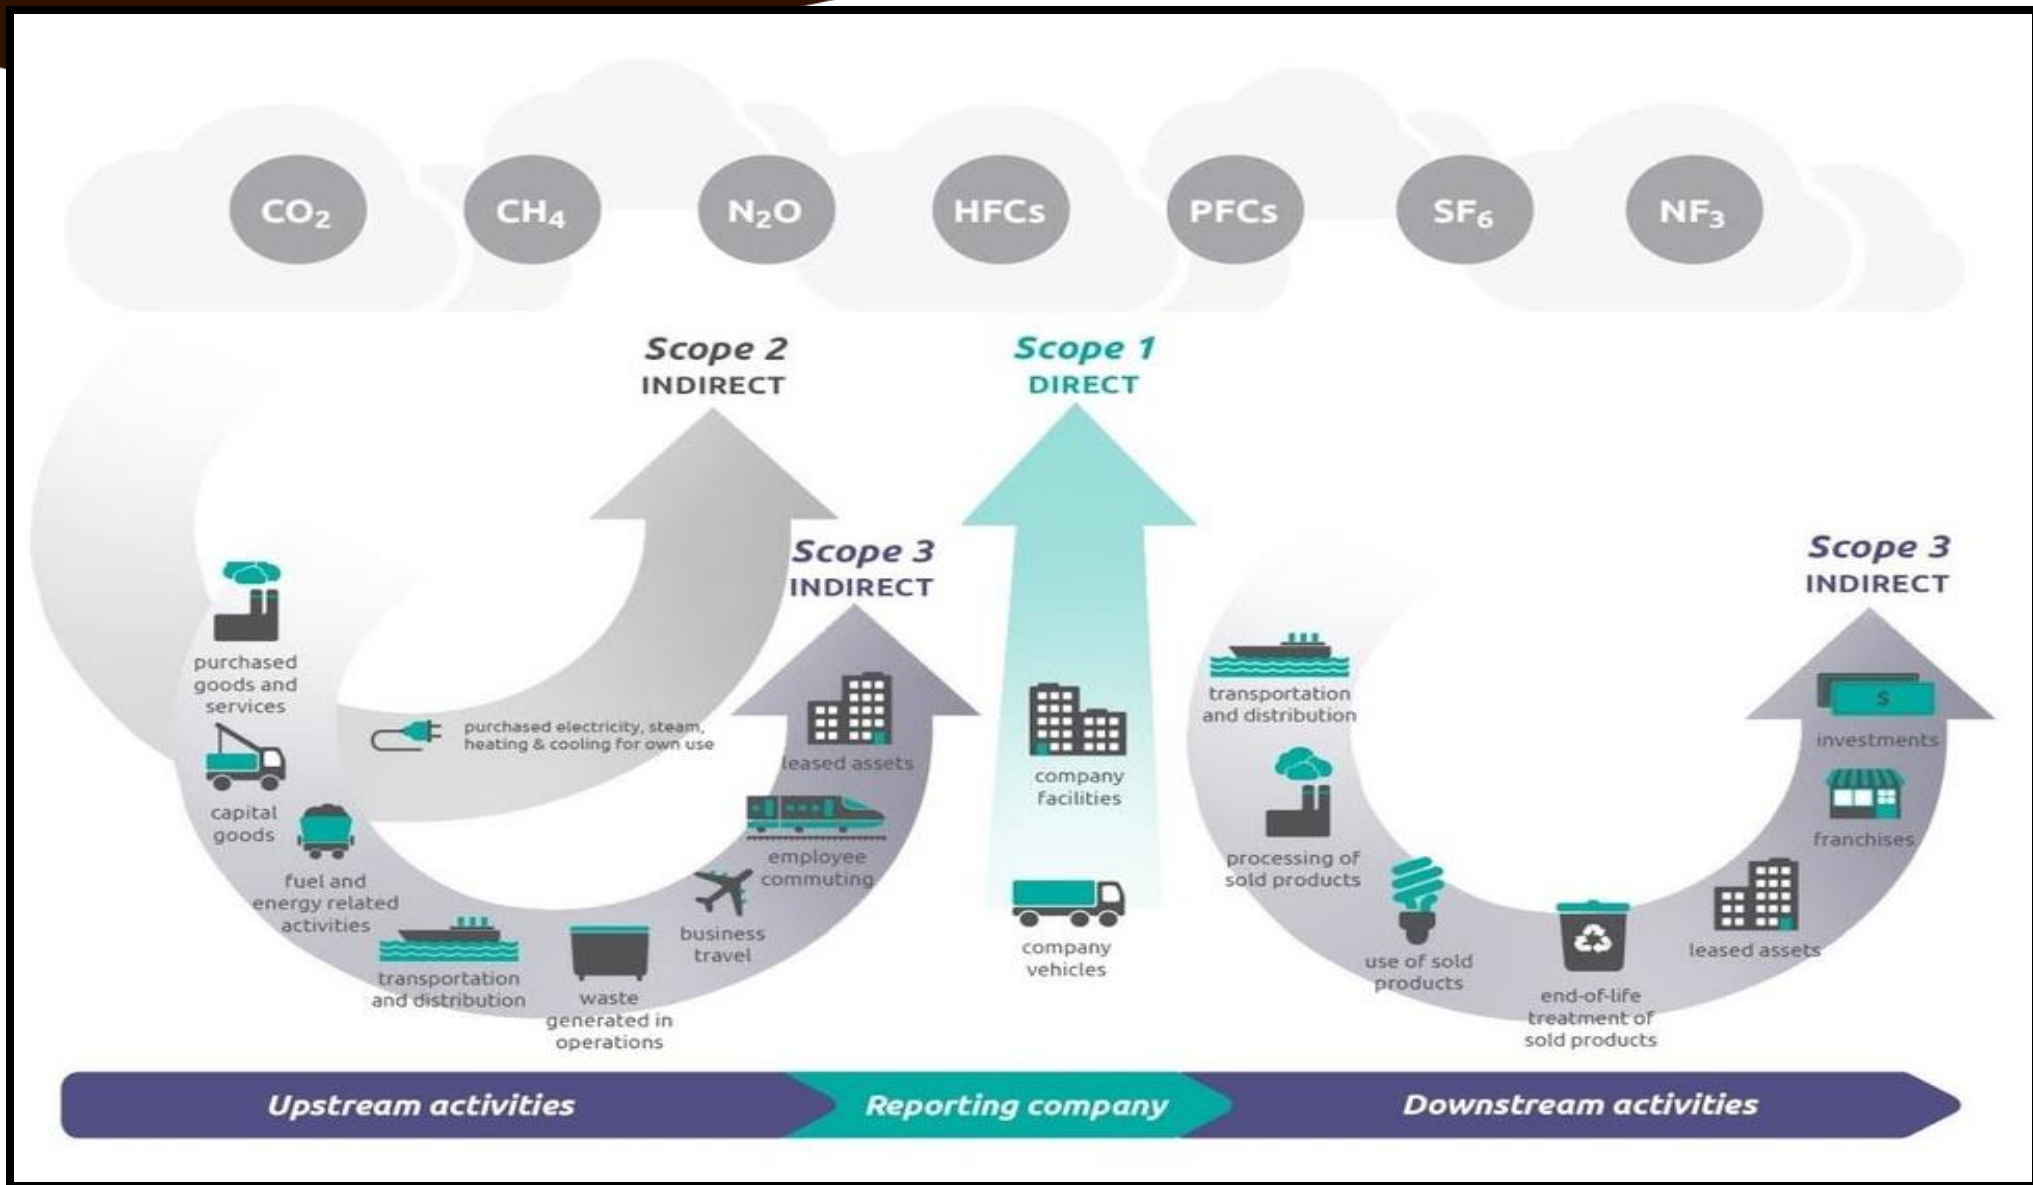 CO₂
CH₄
N₂O
HFCs
PFCs
SF₆
NF₃
Scope 2
INDIRECT
Scope 1
DIRECT
Scope 3
INDIRECT
Scope 3
INDIRECT
purchased
goods and
services
capital
goods
fuel and
energy related
activities
transportation
and distribution
waste
generated in
operations
business
travel
employee
commuting
leased assets
purchased electricity, steam,
heating & cooling for own use
company
facilities
company
vehicles
transportation
and distribution
processing of
sold products
use of sold
products
end-of-life
treatment of
sold products
leased assets
franchises
$
investments
Upstream activities
Reporting company
Downstream activities